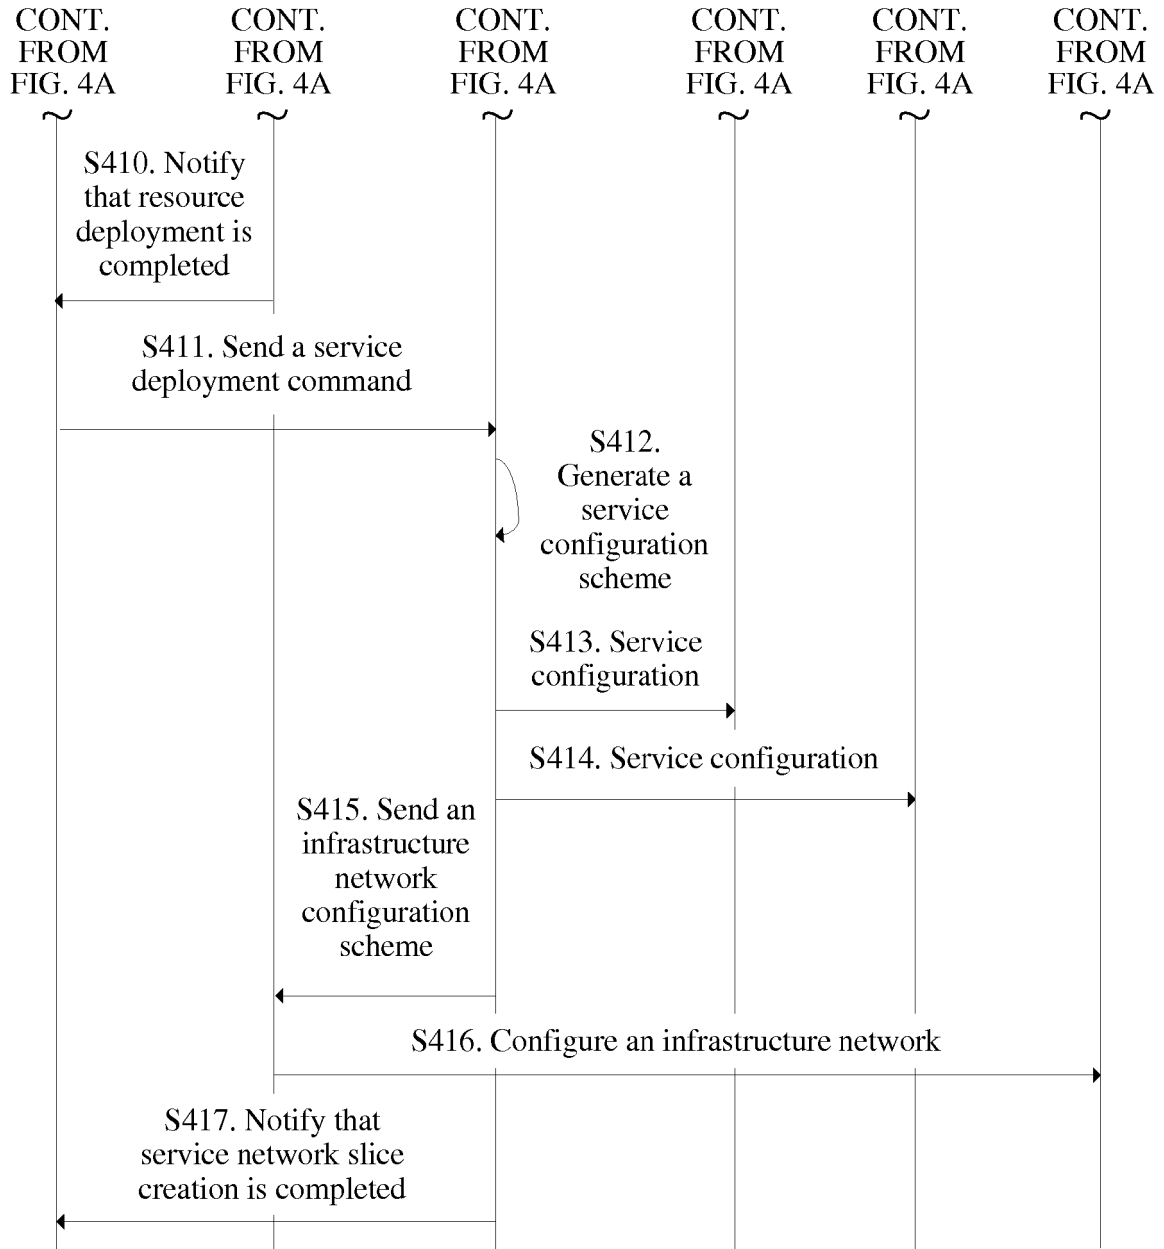 CONT. FROM FIG. 4A
CONT. FROM FIG. 4A
CONT. FROM FIG. 4A
CONT. FROM FIG. 4A
CONT. FROM FIG. 4A
CONT. FROM FIG. 4A
S410. Notify
that resource
deployment is
completed
S411. Send a service
deployment command
S412.
Generate a
service
configuration
scheme
S413. Service
configuration
S414. Service configuration
S415. Send an
infrastructure
network
configuration
scheme
S416. Configure an infrastructure network
S417. Notify that
service network slice
creation is completed